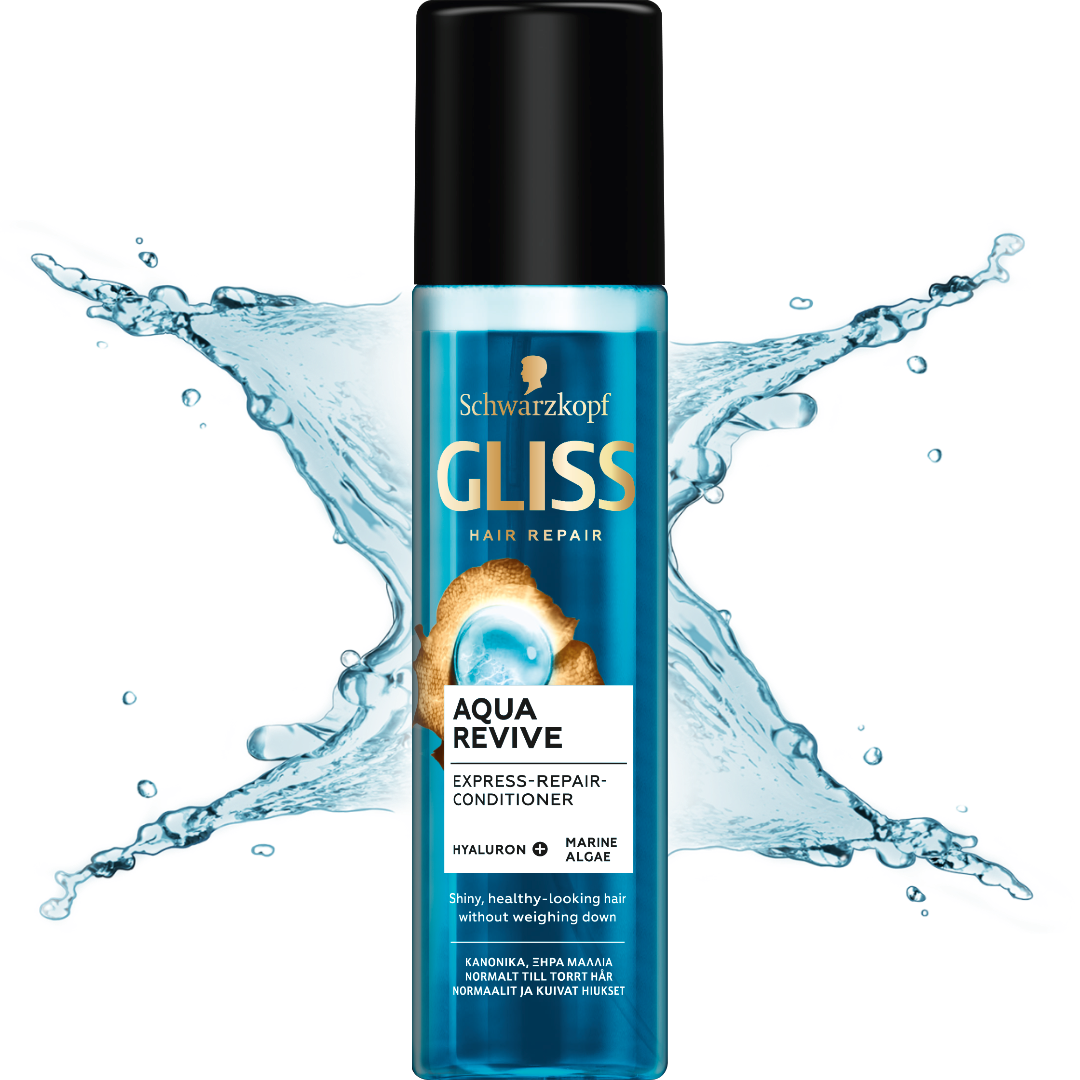 Schwarzkopf
GLISS
HAIR REPAIR
AQUA
REVIVE
EXPRESS-REPAIR-
CONDITIONER
HYALURON + MARINE
ALGAE
Shiny, healthy-looking hair
without weighing down
ΚΑΝΟΝΙΚΑ, ΞΗΡΑ ΜΑΛΛΙΑ
NORMALT TILL TORRT HÅR
NORMAALIT JA KUIVAT HIUKSET